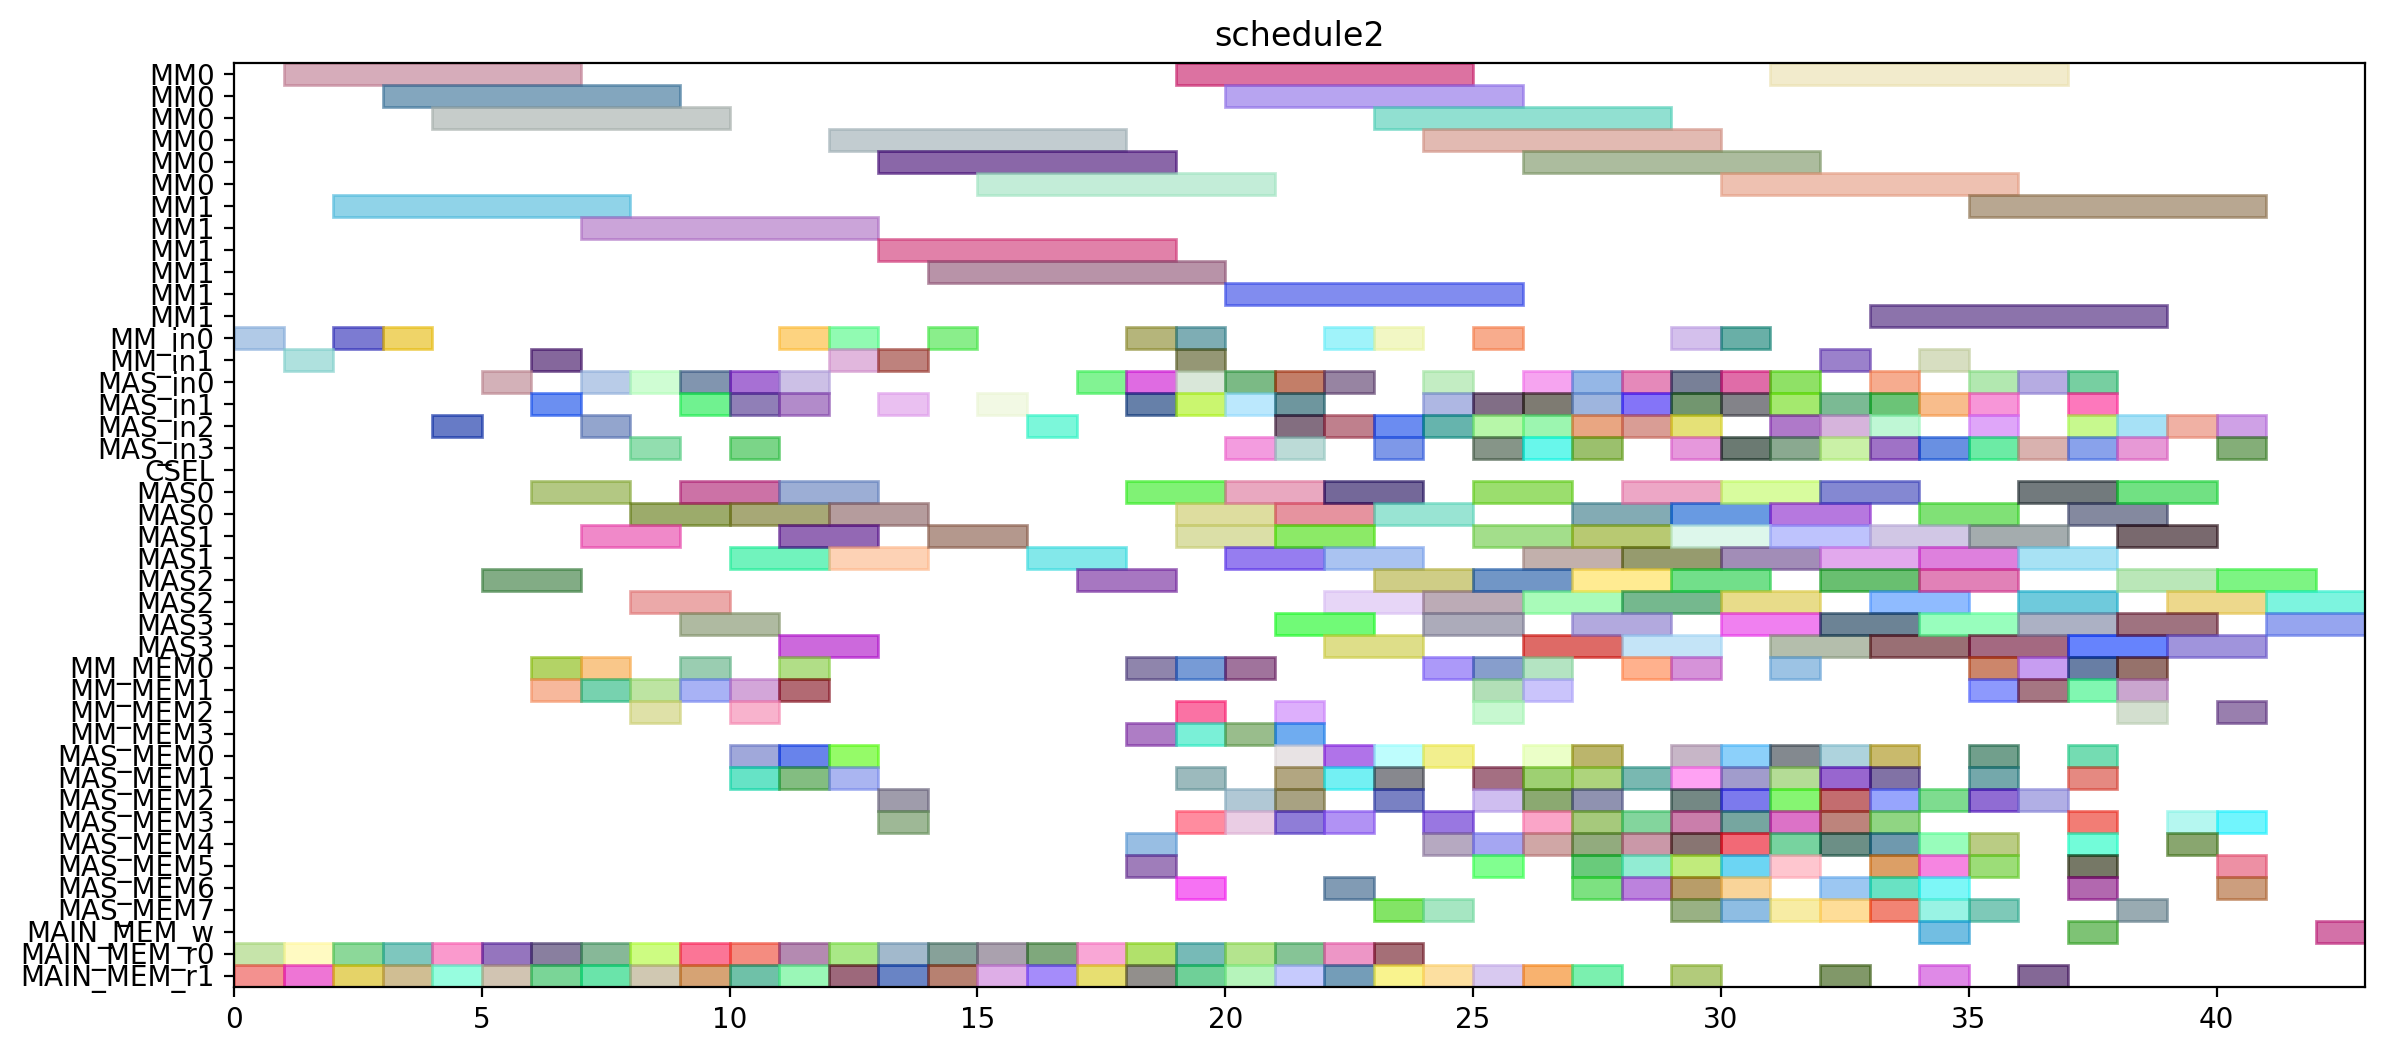 schedule2
MM0
MM0
MM0
MM0
MM0
MM0
MM1
MM1
MM1
MM1
MM1
MM1
MM_in0
MM_in1
MAS_in0
MAS_in1
MAS_in2
MAS_in3
CSEL
MAS0
MAS0
MAS1
MAS1
MAS2
MAS2
MAS3
MAS3
MM_MEM0
MM_MEM1
MM_MEM2
MM_MEM3
MAS_MEM0
MAS_MEM1
MAS_MEM2
MAS_MEM3
MAS_MEM4
MAS_MEM5
MAS_MEM6
MAS_MEM7
MAIN_MEM_w
MAIN_MEM_r0
MAIN_MEM_r1
0 5 10 15 20 25 30 35 40